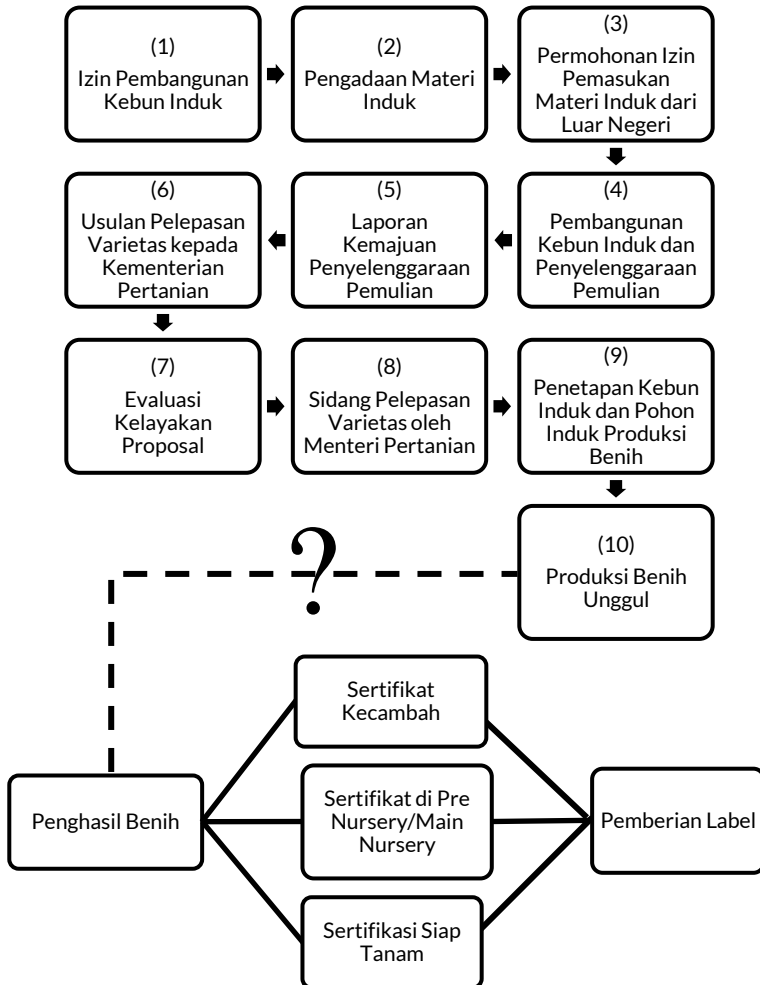 (1)
Izin Pembangunan
Kebun Induk
(2)
Pengadaan Materi
Induk
(3)
Permohonan Izin
Pemasukan
Materi Induk dari
Luar Negeri
(4)
Pembangunan
Kebun Induk dan
Penyelenggaraan
Pemulian
(5)
Laporan
Kemajuan
Penyelenggaraan
Pemulian
(6)
Usulan Pelepasan
Varietas kepada
Kementerian
Pertanian
(7)
Evaluasi
Kelayakan
Proposal
(8)
Sidang Pelepasan
Varietas oleh
Menteri Pertanian
(9)
Penetapan Kebun
Induk dan Pohon
Induk Produksi
Benih
(10)
Produksi Benih
Unggul
?
Penghasil Benih
Sertifikat
Kecambah
Sertifikat di Pre
Nursery/Main
Nursery
Sertifikasi Siap
Tanam
Pemberian Label